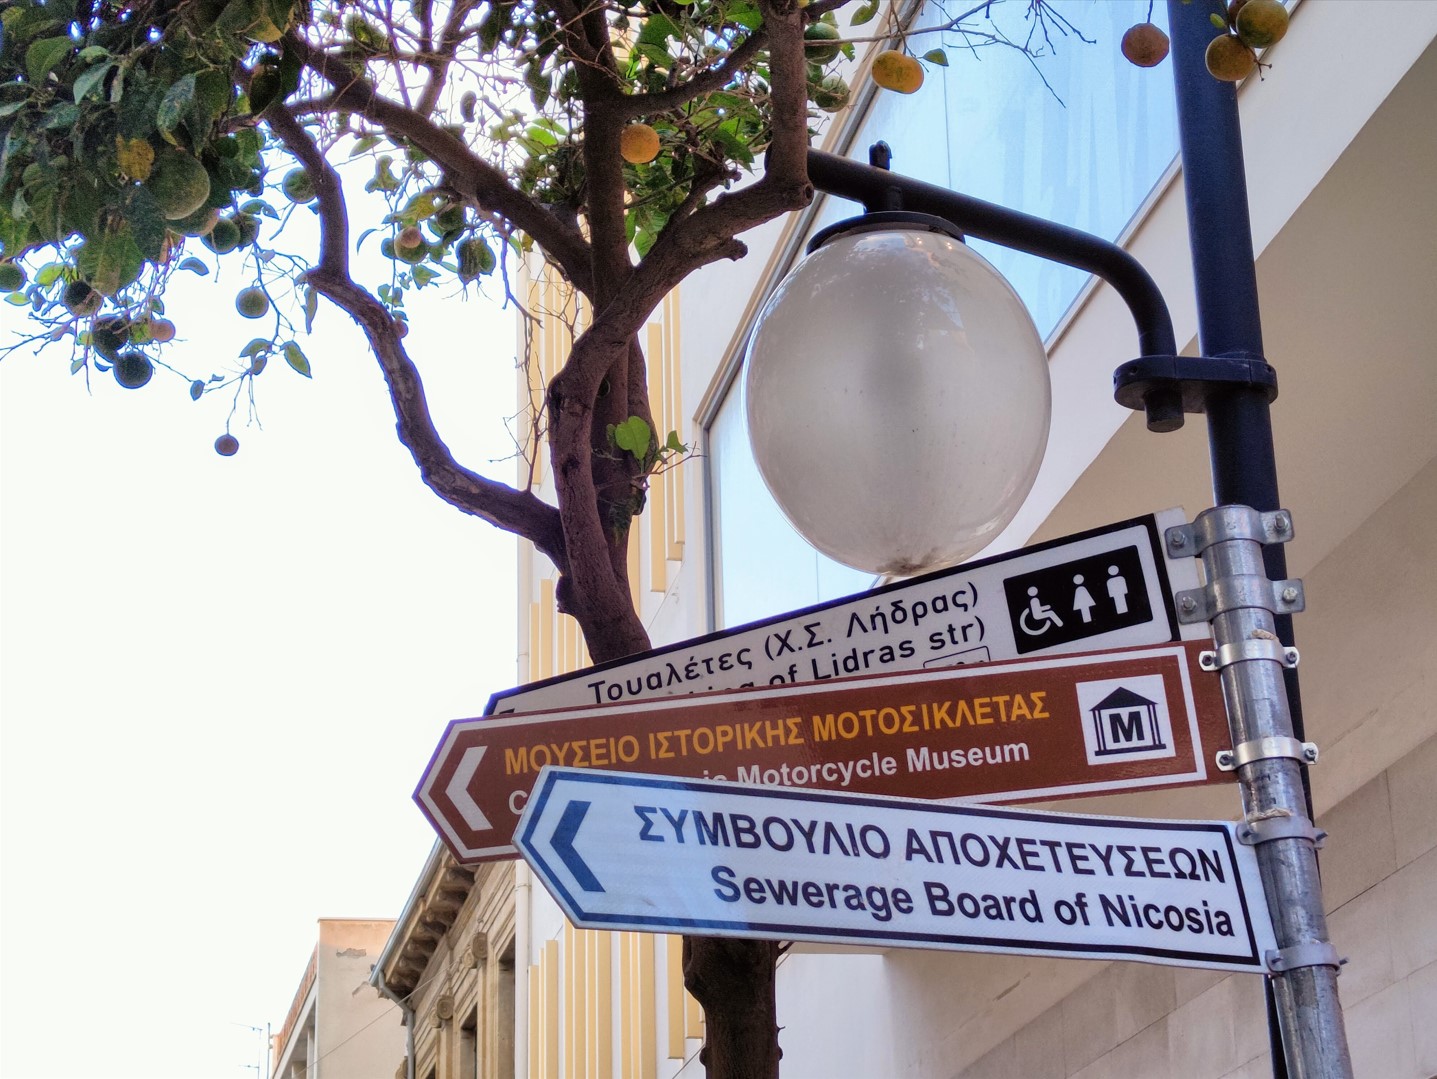 Τουαλέτες (Χ.Σ. Λήδρας)
of Lidras str)
ΜΟΥΣΕΙΟ ΙΣΤΟΡΙΚΗΣ ΜΟΤΟΣΙΚΛΕΤΑΣ
Motorcycle Museum
M
ΣΥΜΒΟΥΛΙΟ ΑΠΟΧΕΤΕΥΣΕΩΝ
Sewerage Board of Nicosia